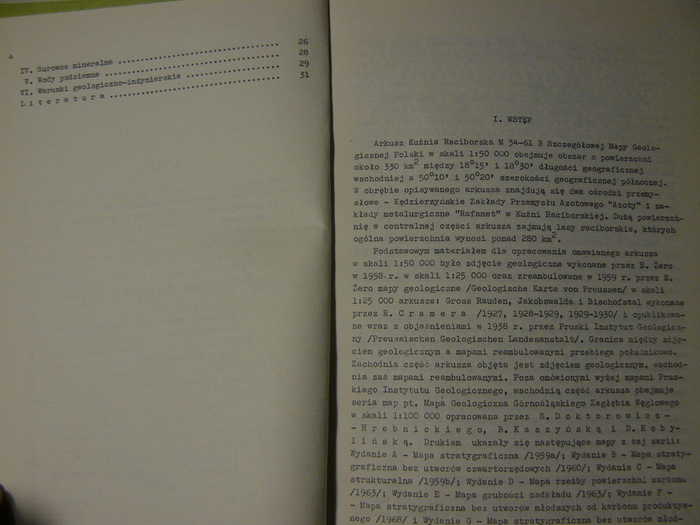 4
IV. Surowce mineralne 26
V. Wody podziemne 28
VI. Warunki geologiczno-inżynierskie 29
Literatura 31
I. WSTĘP
Arkusz Kuźnia Raciborska M 34-61 B Szczegółowej Mapy Geolo-
gicznej Polski w skali 1:50 000 obejmuje obszar o powierzchni
około 330 km² między 18°15' i 18°30' długości geograficznej
wschodniej a 50°10' i 50°20' szerokości geograficznej północnej.
W obrębie opisywanego arkusza znajdują się dwa ośrodki przemy-
słowe - Kędzierzyńskie Zakłady Przemysłu Azotowego "Azoty" i za-
kłady metalurgiczne "Rafamet" w Kuźni Raciborskiej. Dużą powierzch-
nię w centralnej części arkusza zajmują lasy raciborskie, których
ogólna powierzchnia wynosi ponad 280 km².
Podstawowym materiałem dla opracowania omawianego arkusza
w skali 1:50 000 było zdjęcie geologiczne wykonane przez E. Żero
w 1958.r. w skali 1:25 000 oraz zreambulowane w 1959 r. przez E.
Żero mapy geologiczne /Geologische Karte von Preussen/ w skali
1:25 000 arkusze: Gross Rauden, Jakobswalde i Bischofstal wykonane
przez R. Cramera /1927, 1928-1929, 1929-1930/ i opublikowa-
ne wraz z objaśnieniami w 1938 r. przez Pruski Instytut Geologicz-
ny /Preussischen Geologischen Landesanstalt/. Granica między zdję-
ciem geologicznym a mapami reambulowanymi przebiega południkowo.
Zachodnia część arkusza objęta jest zdjęciem geologicznym, wschod-
nia zaś mapami reambulowanymi. Poza omówionymi wyżej mapami Prus-
kiego Instytutu Geologicznego, wschodnią część arkusza obejmuje
seria map pt. Mapa Geologiczna Górnośląskiego Zagłębia Węglowego
w skali 1:100 000 opracowana przez S. Doktorowicz-
-Hrebnickiego, B. Kaszyńską i D. Koby-
lińską. Drukiem ukazały się następujące mapy z tej serii:
Wydanie A - Mapa stratygraficzna /1959a/; Wydanie B - Mapa straty-
graficzna bez utworów czwartorzędowych /1960/; Wydanie C - Mapa
strukturalna /1959b/; Wydanie D - Mapa rzeźby powierzchni karbonu
/1963/; Wydanie E - Mapa grubości nadkładu /1963/; Wydanie F -
- Mapa stratygraficzna bez utworów młodszych od karbonu produktyw-
nego /1968/ i Wydanie G - Mapa stratygraficzna bez utworów młod-